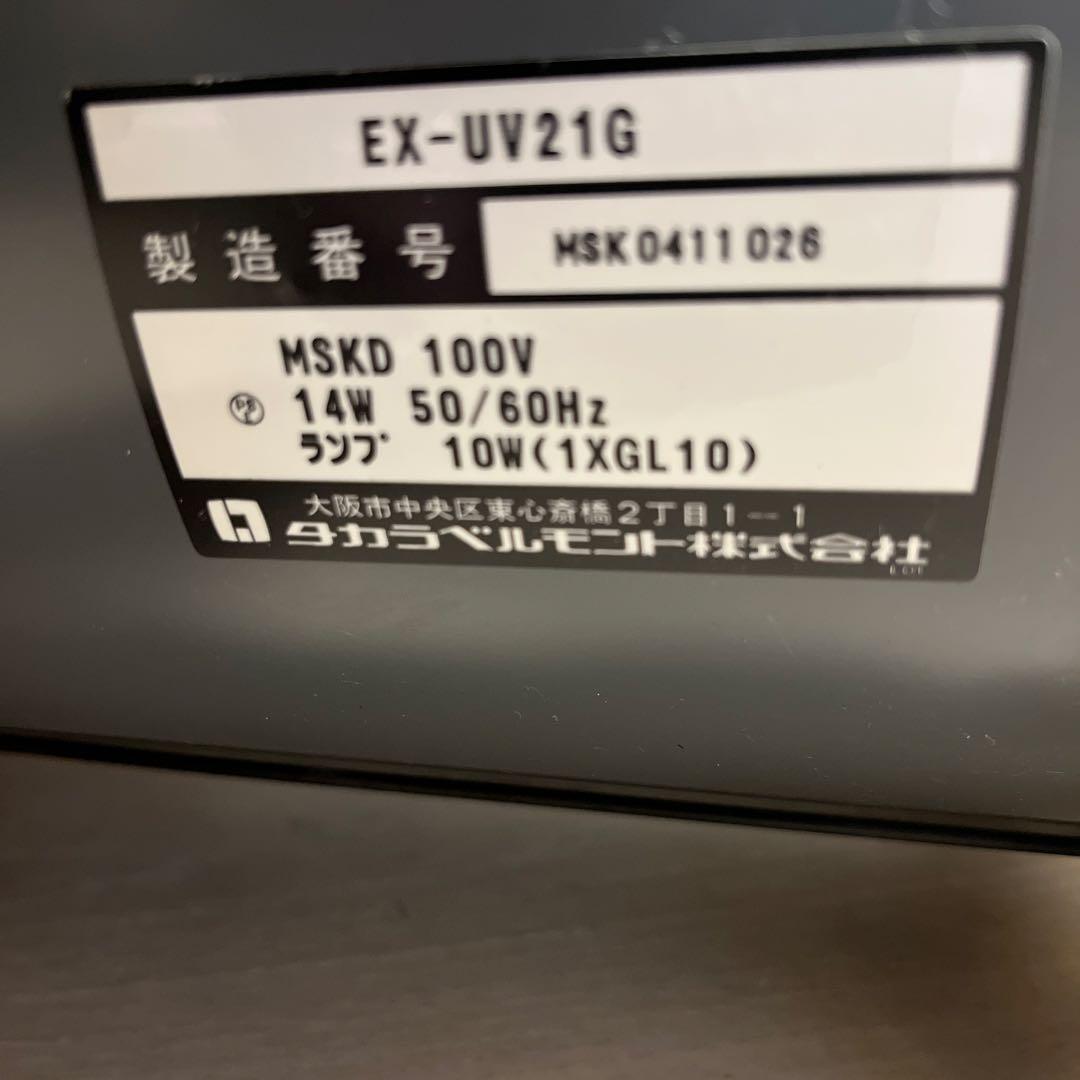 EX-UV21G
製造番号 MSK0411026
MSKD 100V
14W 50/60Hz
ランプ 10W(1XGL10)
大阪市中央区東心斎橋2丁目1--1
タカラベルモント株式会社